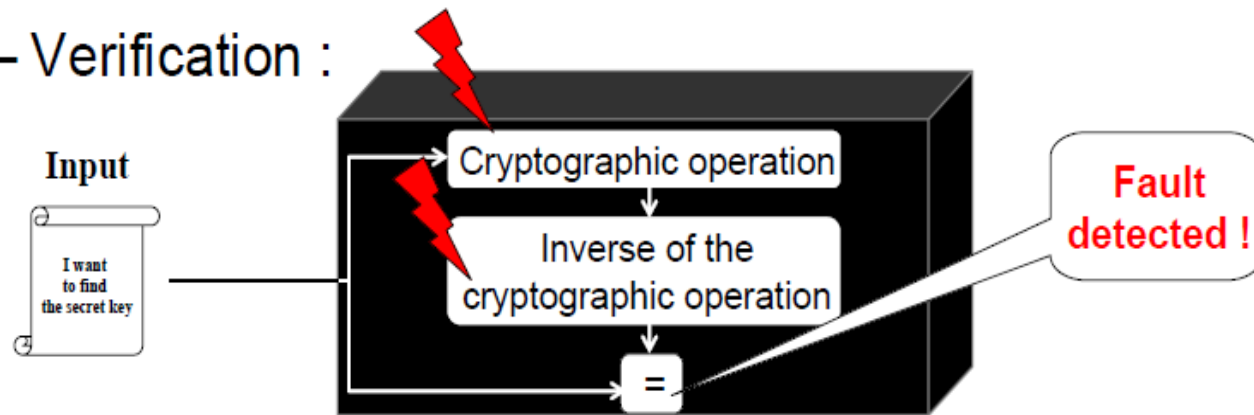 – Verification :
Input
I want
to find
the secret key
Cryptographic operation
Inverse of the
cryptographic operation
=
Fault
detected !